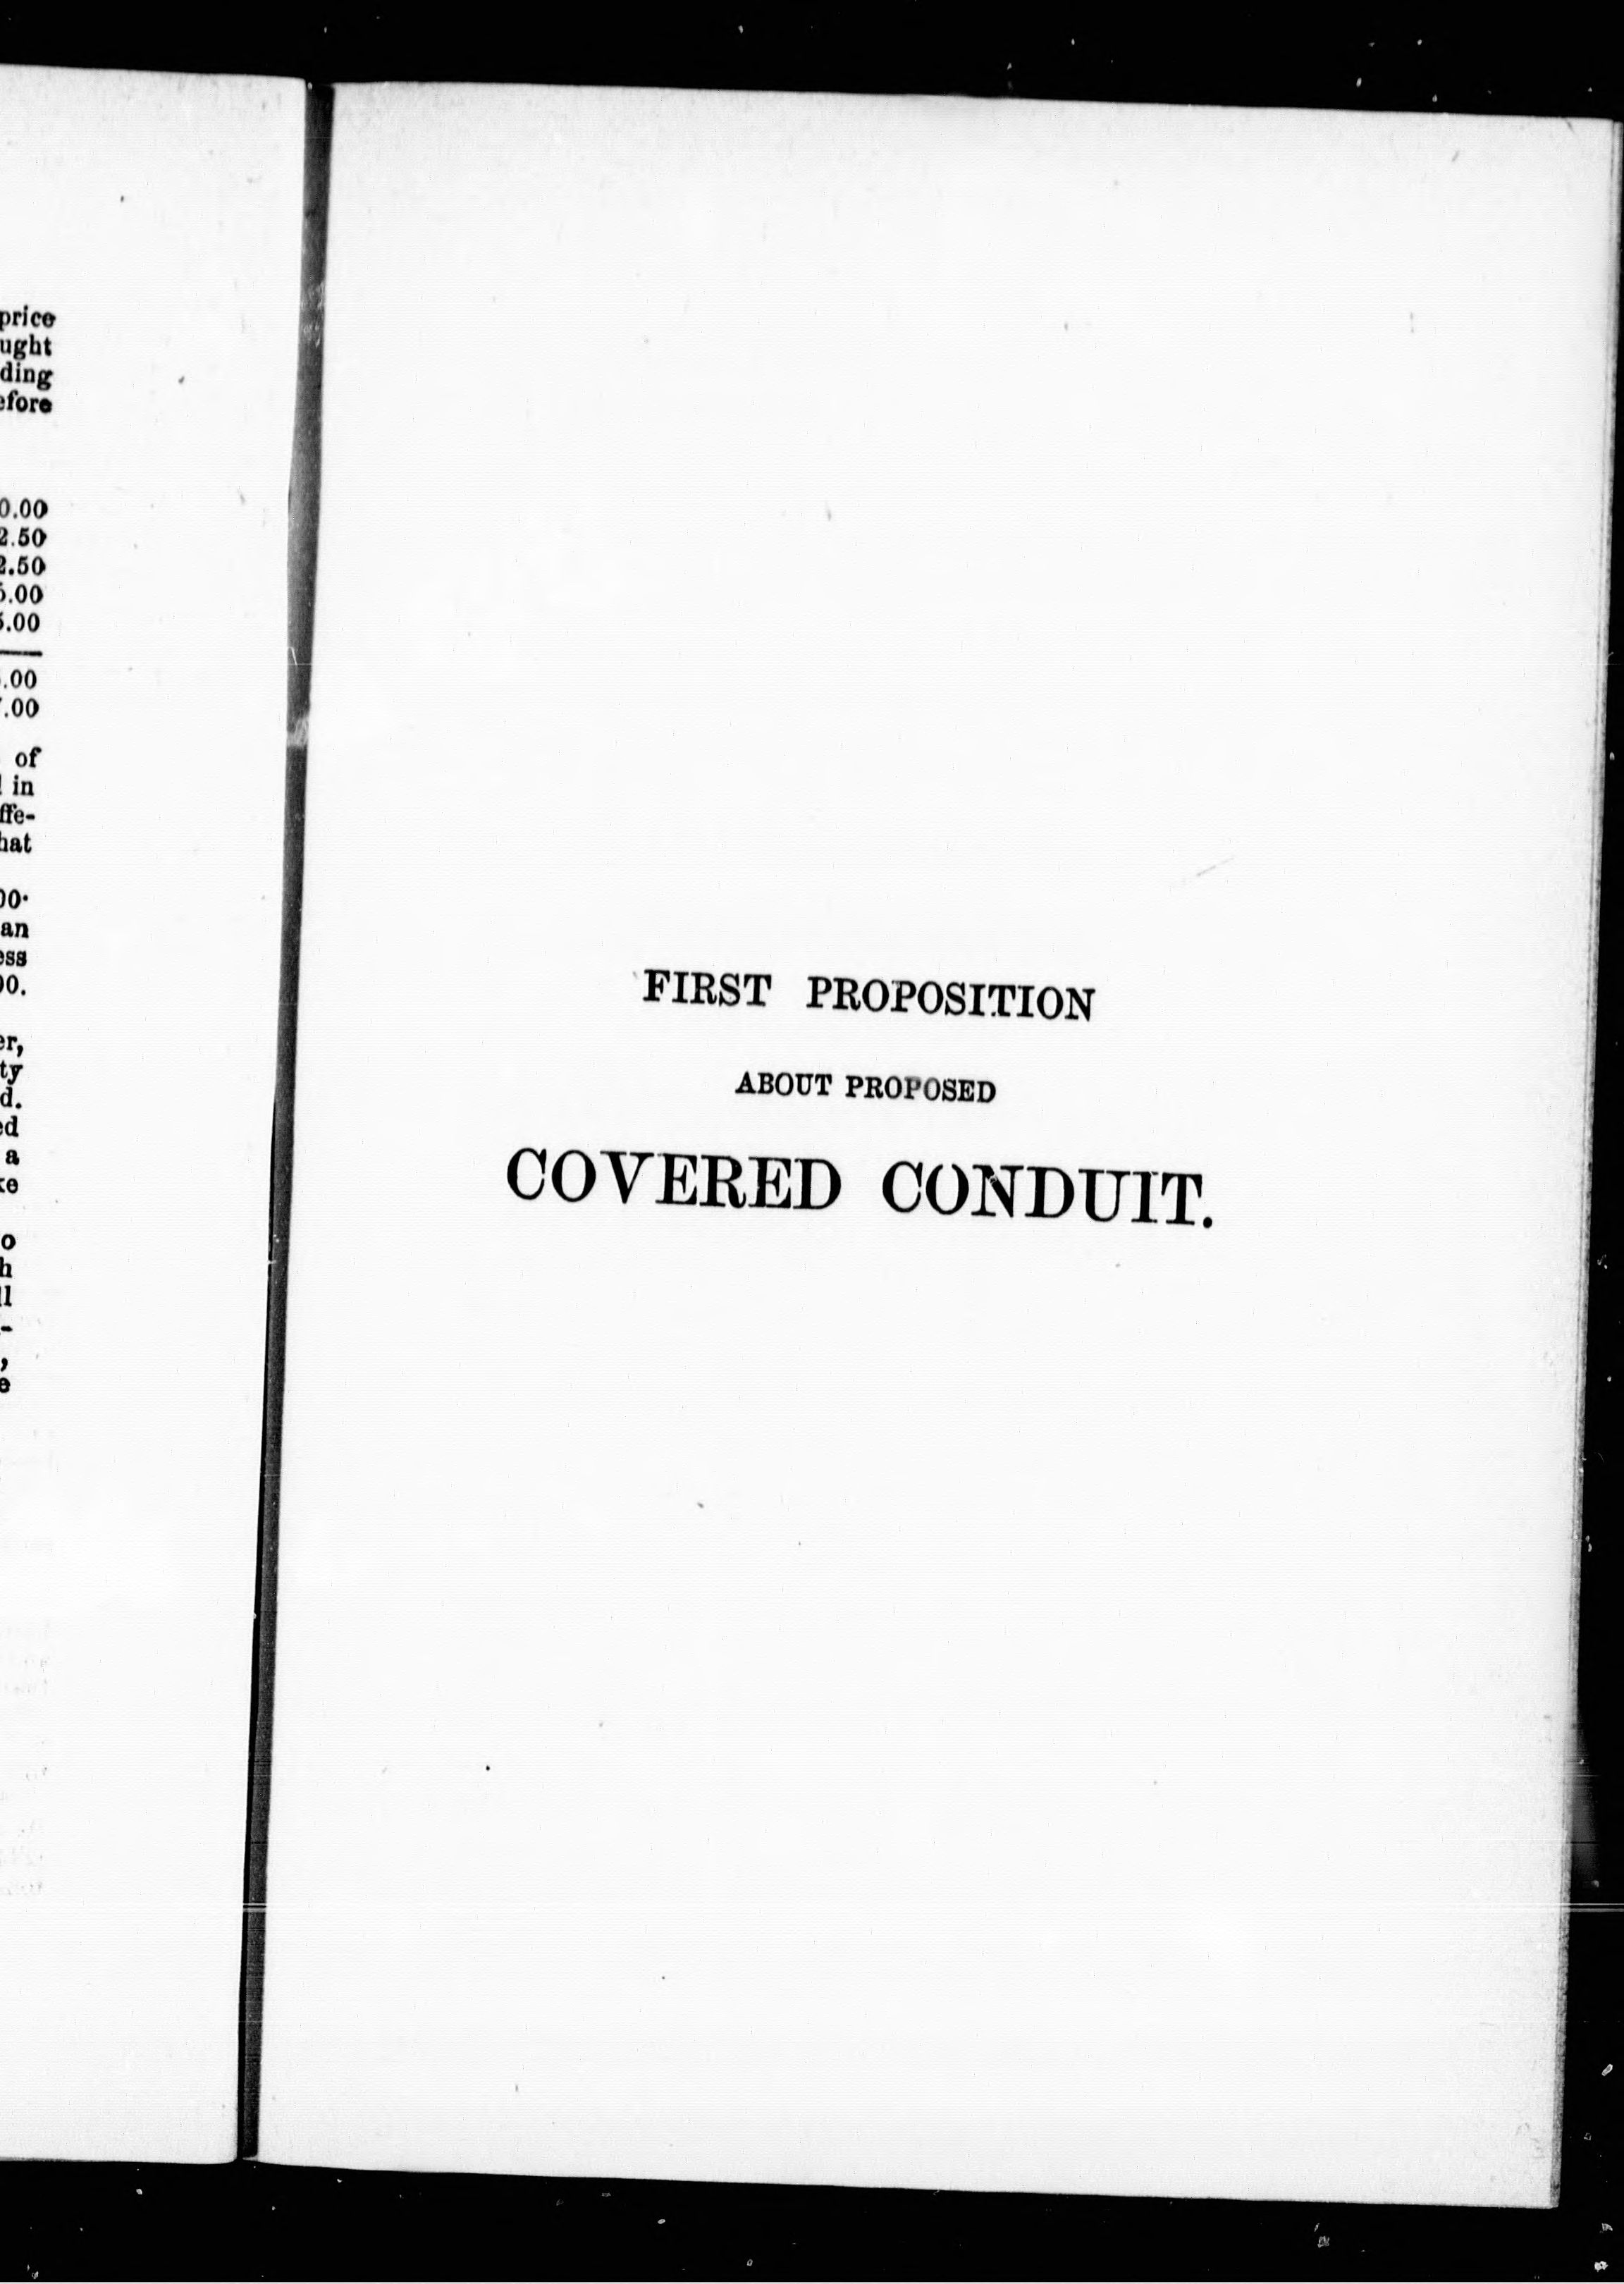 price
ught
ding
efore
0.00
2.50
2.50
5.00
5.00
.00
7.00
of
in
ffe-
hat
00.
an
ess
00.
er,
ty
d.
ed
a
ke
o
h
ll
-
,
e
FIRST PROPOSITION
ABOUT PROPOSED
COVERED CONDUIT.